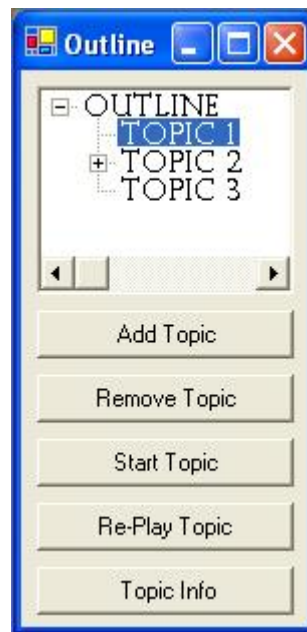 Outline
OUTLINE
TOPIC 1
TOPIC 2
TOPIC 3
Add Topic
Remove Topic
Start Topic
Re-Play Topic
Topic Info